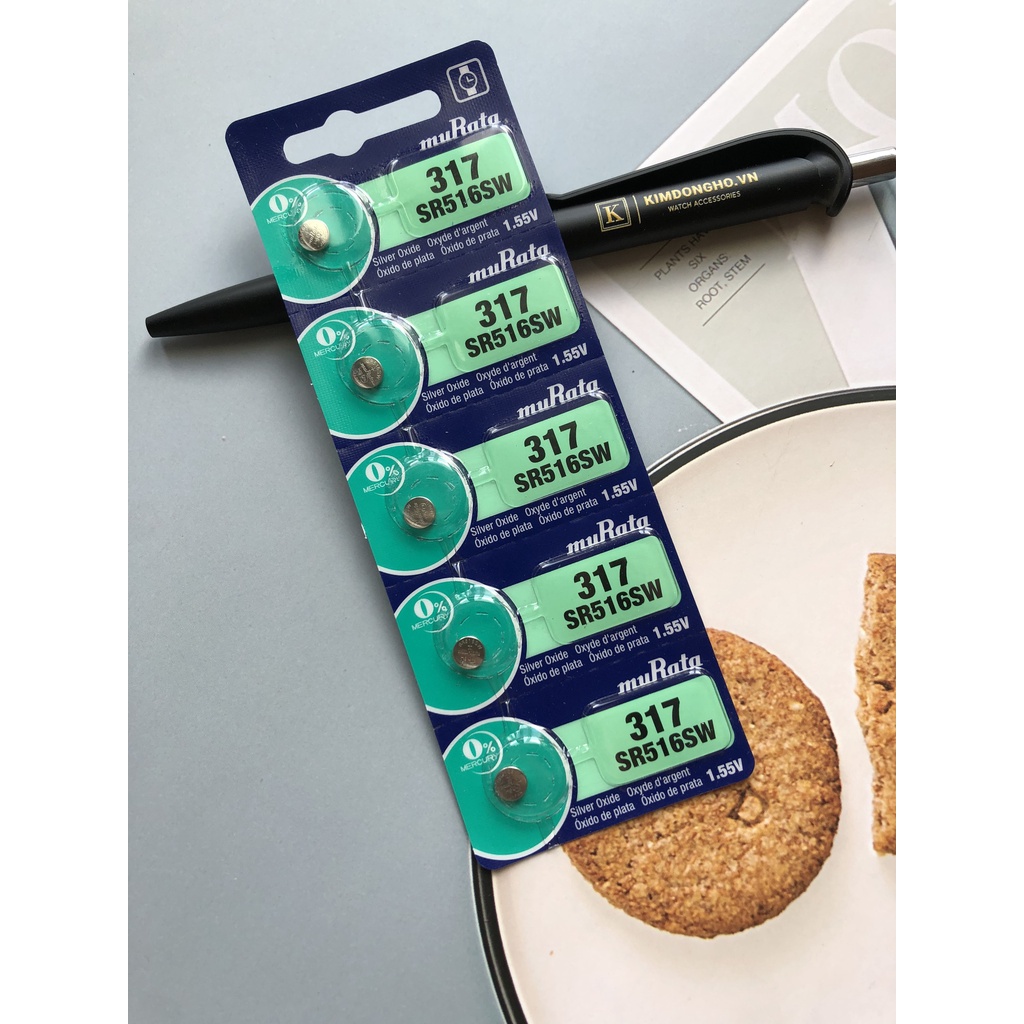 muRata
317
SR516SW
0%
MERCURY
Silver Oxide Oxyde d'argent
Óxido de plata Óxido de prata 1.55V
muRata
317
SR516SW
0%
MERCURY
Silver Oxide Oxyde d'argent
Óxido de plata Óxido de prata 1.55V
muRata
317
SR516SW
0%
MERCURY
Silver Oxide Oxyde d'argent
Óxido de plata Óxido de prata 1.55V
muRata
317
SR516SW
0%
MERCURY
Silver Oxide Oxyde d'argent
Óxido de plata Óxido de prata 1.55V
muRata
317
SR516SW
0%
MERCURY
Silver Oxide Oxyde d'argent
Óxido de plata Óxido de prata 1.55V
K
KIMDONGHO.VN
WATCH ACCESSORIES
PLANTS
SIX
ORGANS
ROOT, STEM